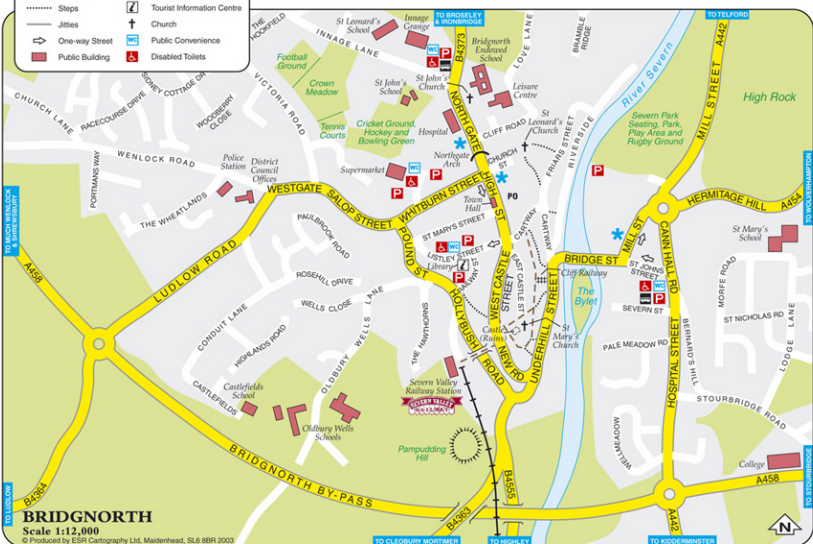 Steps
Jitties
One-way Street
Public Building
Tourist Information Centre
Church
WC Public Convenience
Disabled Toilets
TO BROSELEY & IRONBRIDGE
TO TELFORD
THE HOOKFIELD
St Leonard's School
Innage Grange
INNAGE LANE
B4373
Bridgnorth Endowed School
LOVE LANE
BRAMBLE RIDGE
A442
MILL STREET
River Severn
High Rock
Football Ground
Crown Meadow
VICTORIA ROAD
SIDNEY COTTAGE DR
WOODBERRY CLOSE
RACECOURSE DRIVE
CHURCH LANE
WENLOCK ROAD
PORTMANS WAY
St John's School
St John's Church
WC
P
P
Leisure Centre
NORTH GATE
Hospital
Tennis Courts
Cricket Ground, Hockey and Bowling Green
CLIFF ROAD
St Leonard's Church
CHURCH ST
FRIARS STREET
RIVERSIDE
Severn Park Seating, Park, Play Area and Rugby Ground
P
Northgate Arch
Supermarket
WC
P
P
P
Police Station
District Council Offices
THE WHEATLANDS
WESTGATE
SALOP STREET
WHITBURN STREET
HIGH ST
PO
Town Hall
ST MARYS STREET
LISTLEY STREET
WC
P
Library
P
RAILWAY ST
CARTWAY
CARTWAY
POUND ST
PAULBROOK ROAD
WEST CASTLE STREET
EAST CASTLE ST
BRIDGE ST
MILL ST
Cliff Railway
The Bylet
UNDERHILL STREET
ST JOHNS STREET
WC
P
SEVERN ST
CANN HALL RD
HERMITAGE HILL
A454
TO WOLVERHAMPTON
St Mary's School
MORFE ROAD
ST NICHOLAS RD
LODGE LANE
PALE MEADOW RD
BERNARD'S HILL
HOSPITAL STREET
STOURBRIDGE ROAD
WELLMEADOW
College
A458
TO STOURBRIDGE
TO MUCH WENLOCK & SHREWSBURY
A458
LUDLOW ROAD
ROSEHILL DRIVE
WELLS CLOSE
CONDUIT LANE
HIGHLANDS ROAD
OLDBURY WELLS LANE
THE HAWTHORNS
HOLLYBUSH ROAD
NEW RD
Castle (Ruins)
St Mary's Church
CASTLEFIELDS
Castlefields School
Oldbury Wells Schools
Severn Valley Railway Station
SEVERN VALLEY RAILWAY
Pampudding Hill
BRIDGNORTH BY-PASS
B4364
TO LUDLOW
B4363
TO CLEOBURY MORTIMER
B4555
TO HIGHLEY
A442
TO KIDDERMINSTER
N
BRIDGNORTH
Scale 1:12,000
© Produced by ESR Cartography Ltd, Maidenhead, SL6 8BR 2003